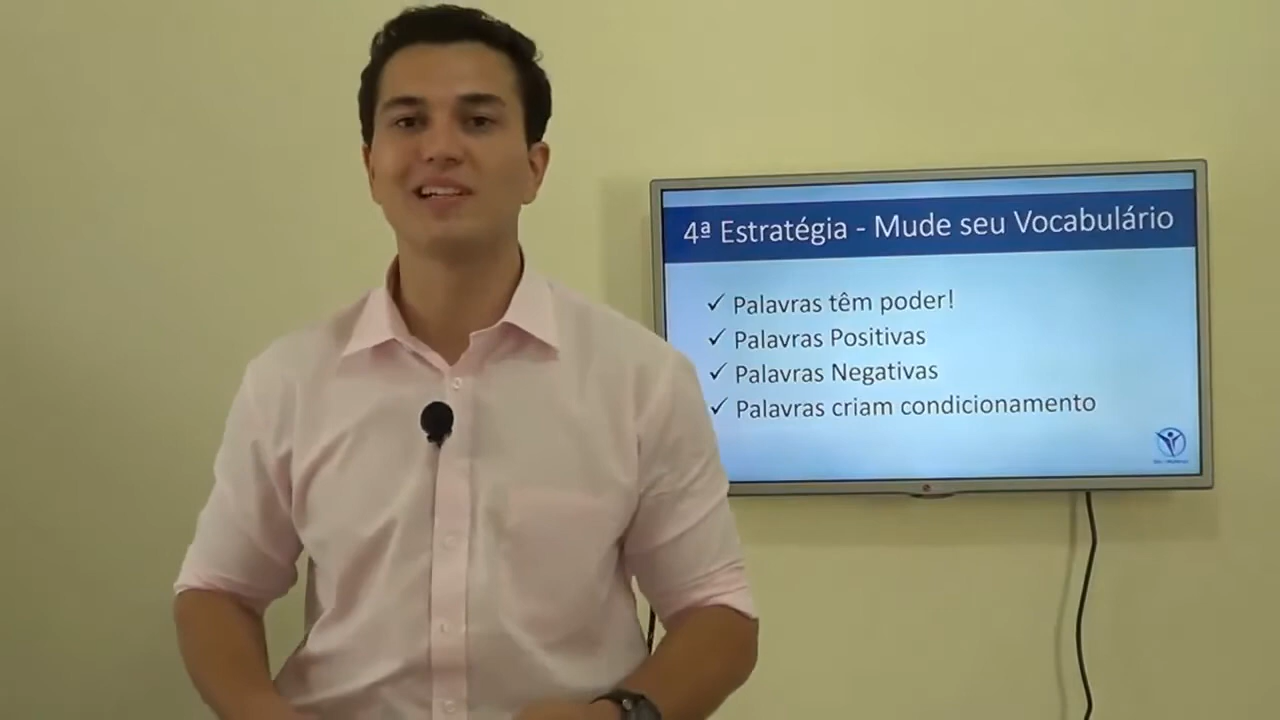 4ª Estratégia - Mude seu Vocabulário
✓ Palavras têm poder!
✓ Palavras Positivas
✓ Palavras Negativas
✓ Palavras criam condicionamento